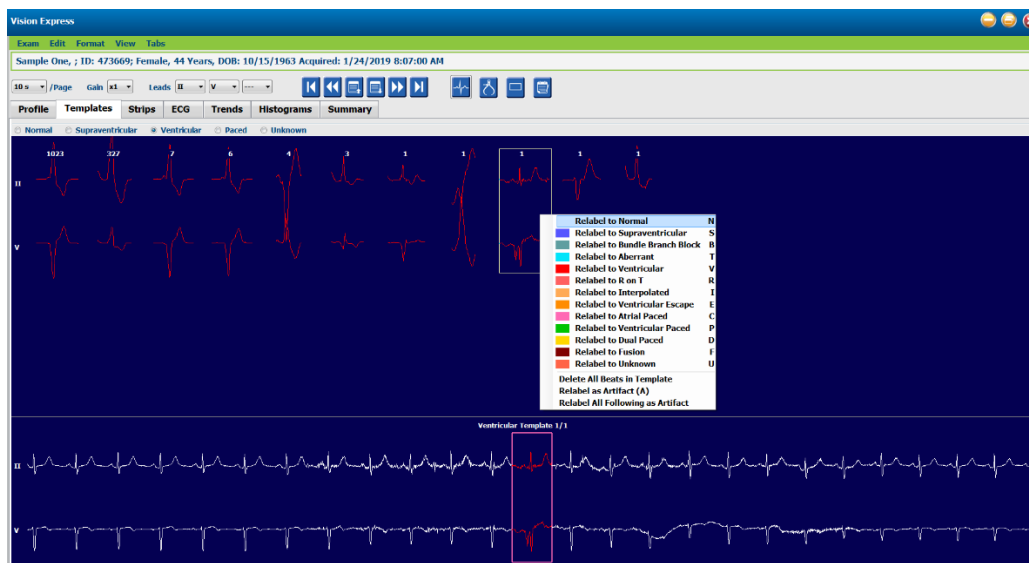 Vision Express
Exam Edit Format View Tabs
Sample One, ; ID: 473669; Female, 44 Years, DOB: 10/15/1963 Acquired: 1/24/2019 8:07:00 AM
10 s /Page Gain x1 Leads II V ---
Profile Templates Strips ECG Trends Histograms Summary
Normal Supraventricular Ventricular Paced Unknown
1023 327 7 6 4 3 1 1 1 1 1
II
V
Relabel to Normal N
Relabel to Supraventricular S
Relabel to Bundle Branch Block B
Relabel to Aberrant T
Relabel to Ventricular V
Relabel to R on T R
Relabel to Interpolated I
Relabel to Ventricular Escape E
Relabel to Atrial Paced C
Relabel to Ventricular Paced P
Relabel to Dual Paced D
Relabel to Fusion F
Relabel to Unknown U
Delete All Beats in Template
Relabel as Artifact (A)
Relabel All Following as Artifact
Ventricular Template 1/1
II
V